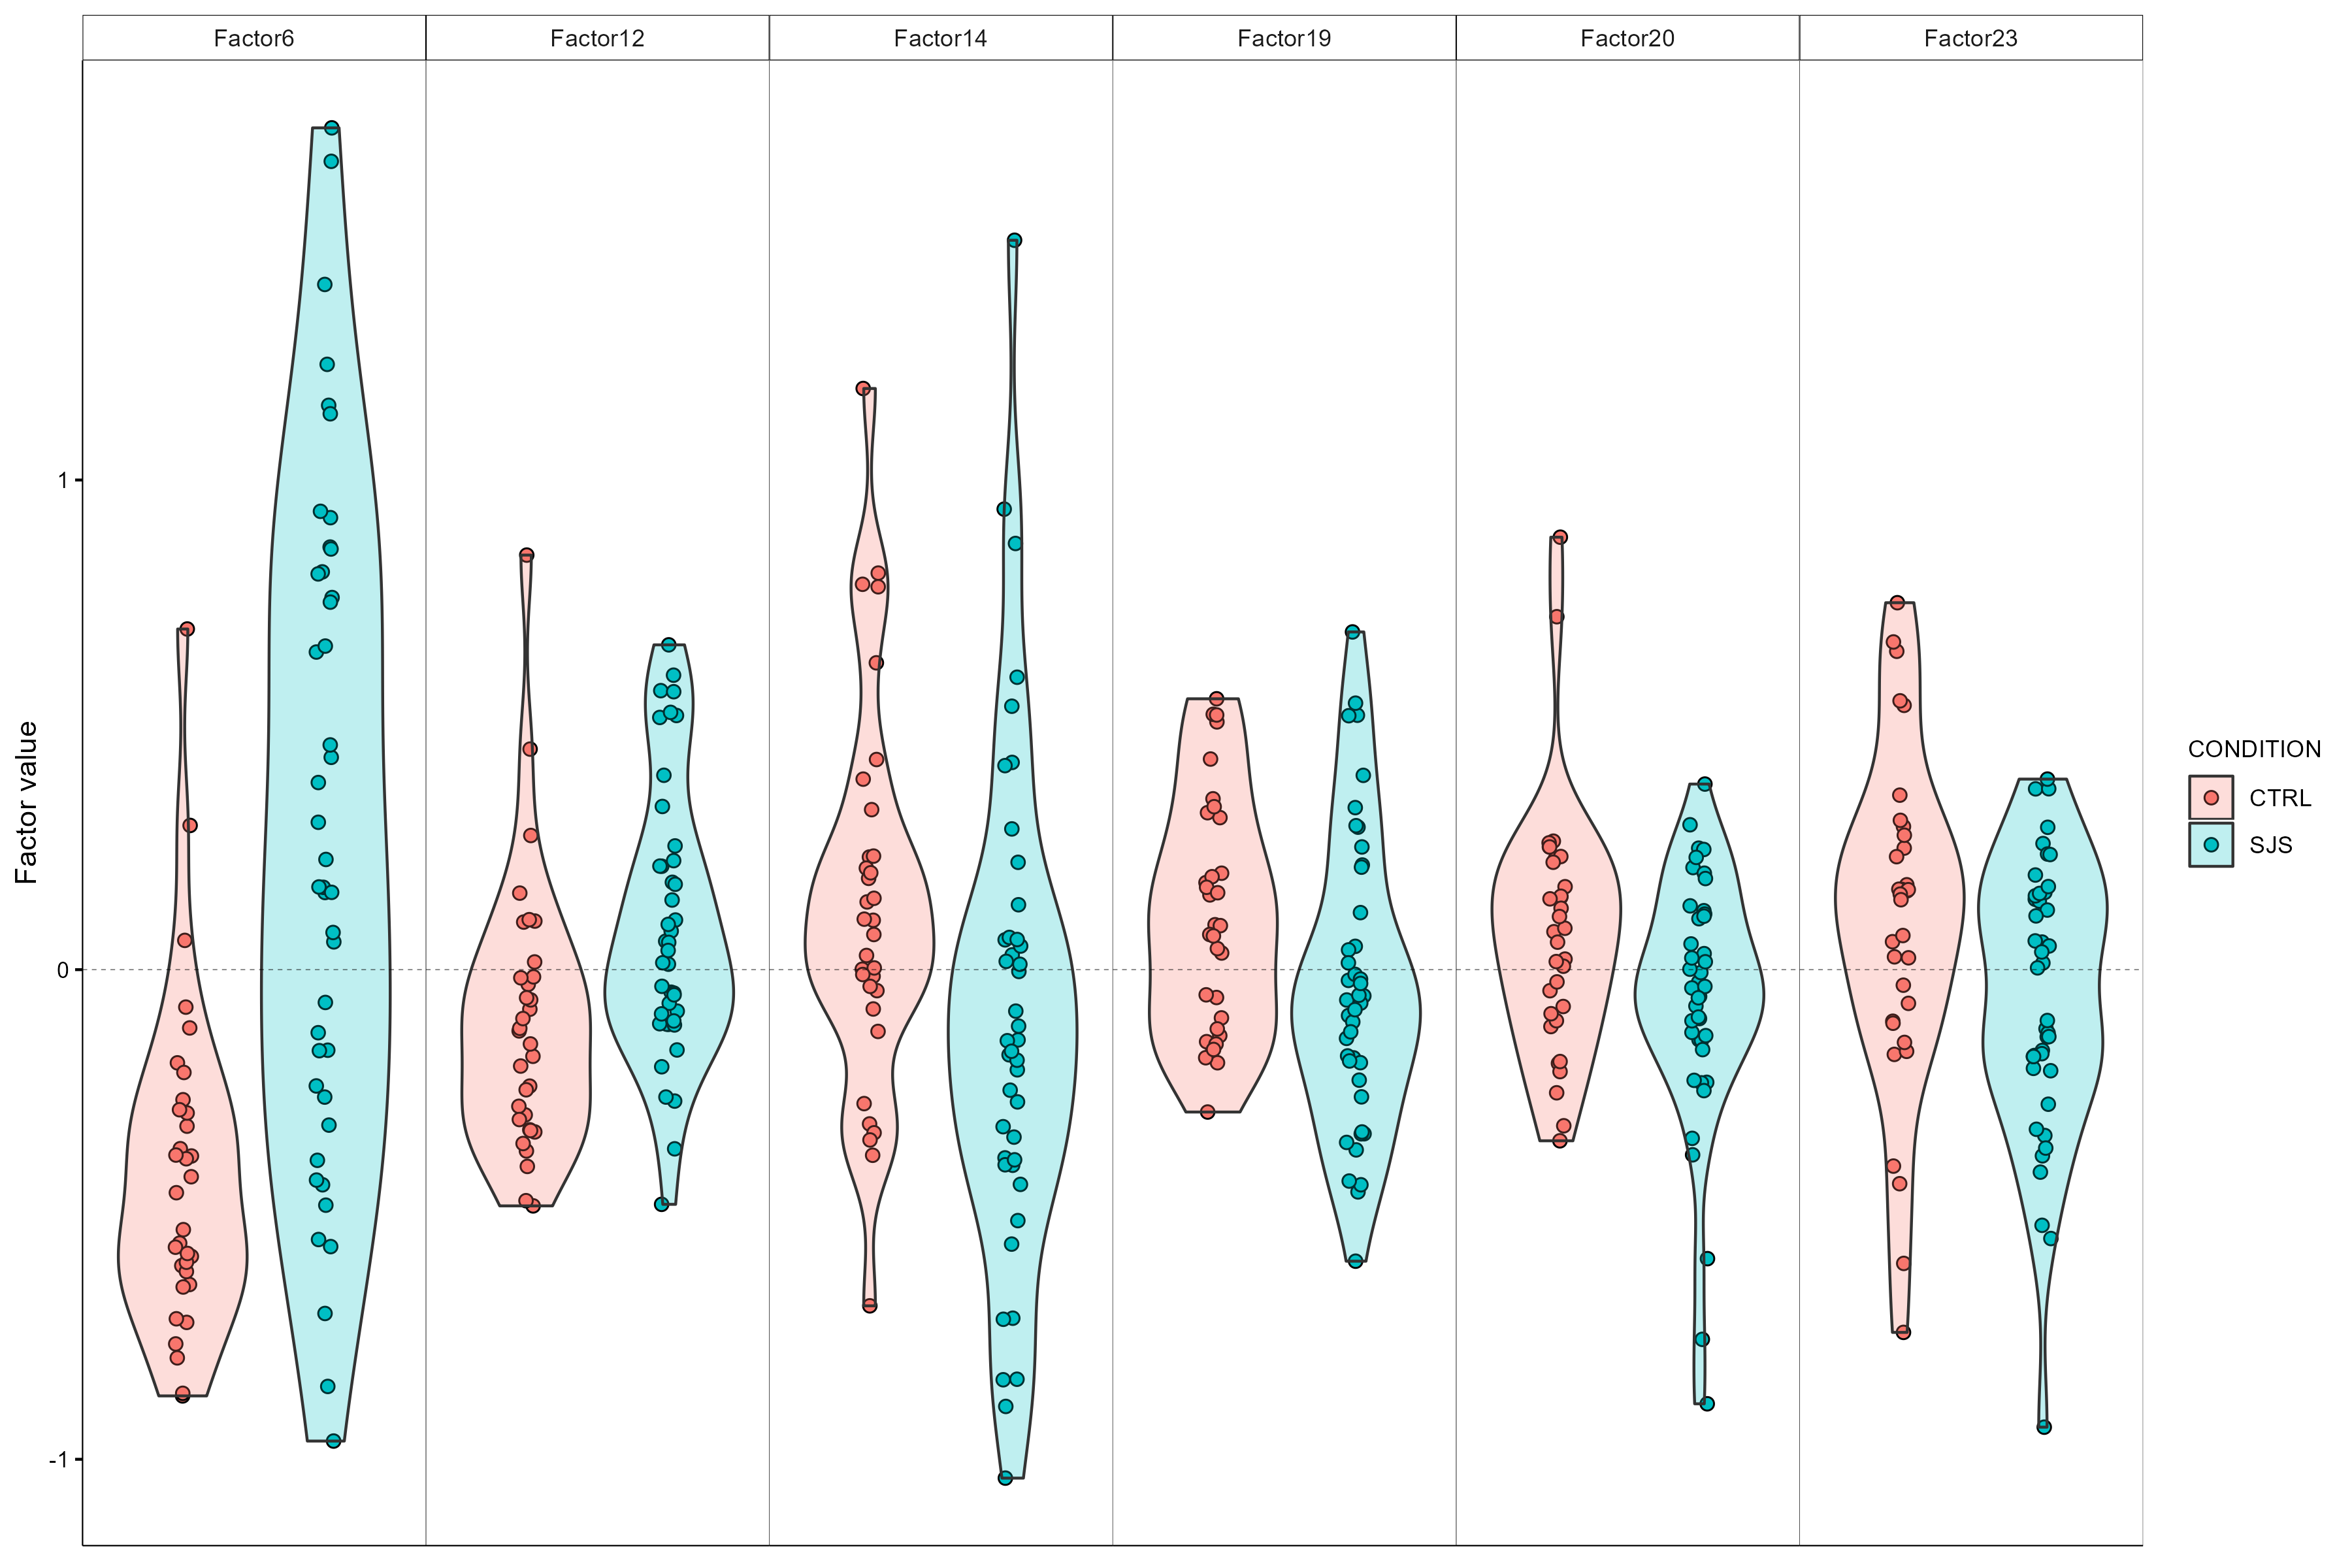 Factor6 Factor12 Factor14 Factor19 Factor20 Factor23
Factor value
1
0
-1
CONDITION
CTRL
SJS